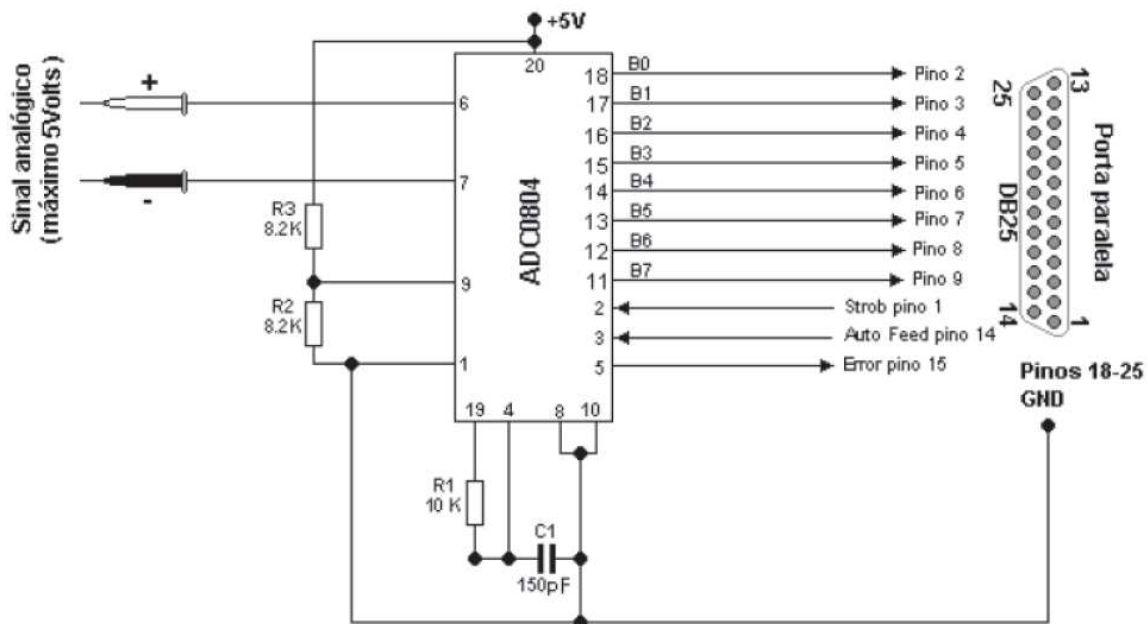 +5V
Sinal analógico
(máximo 5Volts)
+
-
20
6
7
9
1
19
4
8
10
18
17
16
15
14
13
12
11
2
3
5
ADC0804
R3
8.2K
R2
8.2K
R1
10 K
C1
150pF
B0
B1
B2
B3
B4
B5
B6
B7
Pino 2
Pino 3
Pino 4
Pino 5
Pino 6
Pino 7
Pino 8
Pino 9
Strob pino 1
Auto Feed pino 14
Error pino 15
25
13
DB25
Porta paralela
14
1
Pinos 18-25
GND